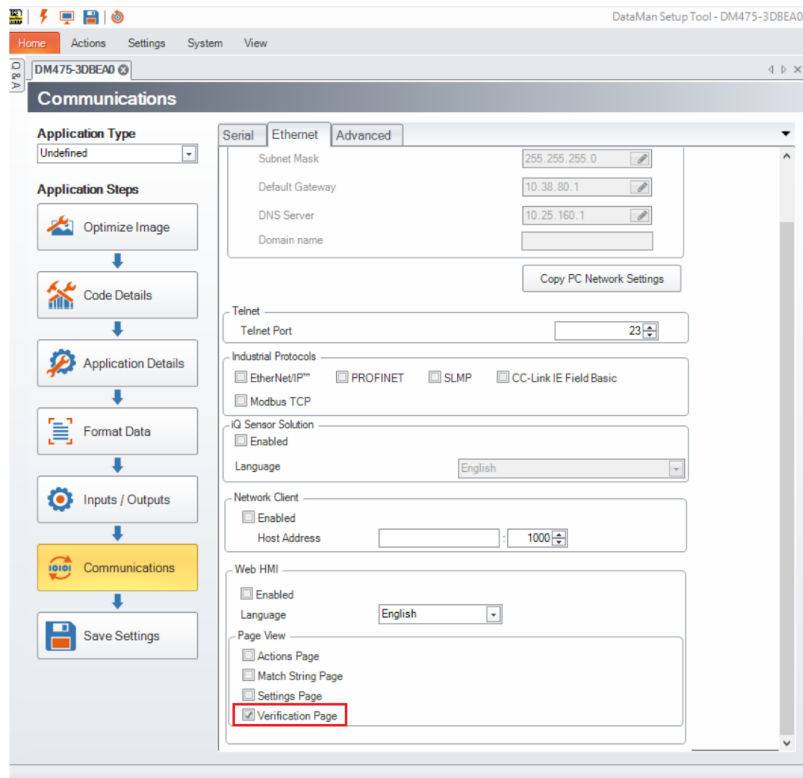 DataMan Setup Tool - DM475-3DBEA0
Home Actions Settings System View
Q & A
DM475-3DBEA0
Communications
Application Type
Undefined
Application Steps
Optimize Image
Code Details
Application Details
Format Data
Inputs / Outputs
Communications
Save Settings
Serial Ethernet Advanced
Subnet Mask 255.255.255.0
Default Gateway 10.38.80.1
DNS Server 10.25.160.1
Domain name
Copy PC Network Settings
Telnet
Telnet Port 23
Industrial Protocols
EtherNet/IP™ PROFINET SLMP CC-Link IE Field Basic
Modbus TCP
iQ Sensor Solution
Enabled
Language English
Network Client
Enabled
Host Address : 1000
Web HMI
Enabled
Language English
Page View
Actions Page
Match String Page
Settings Page
Verification Page